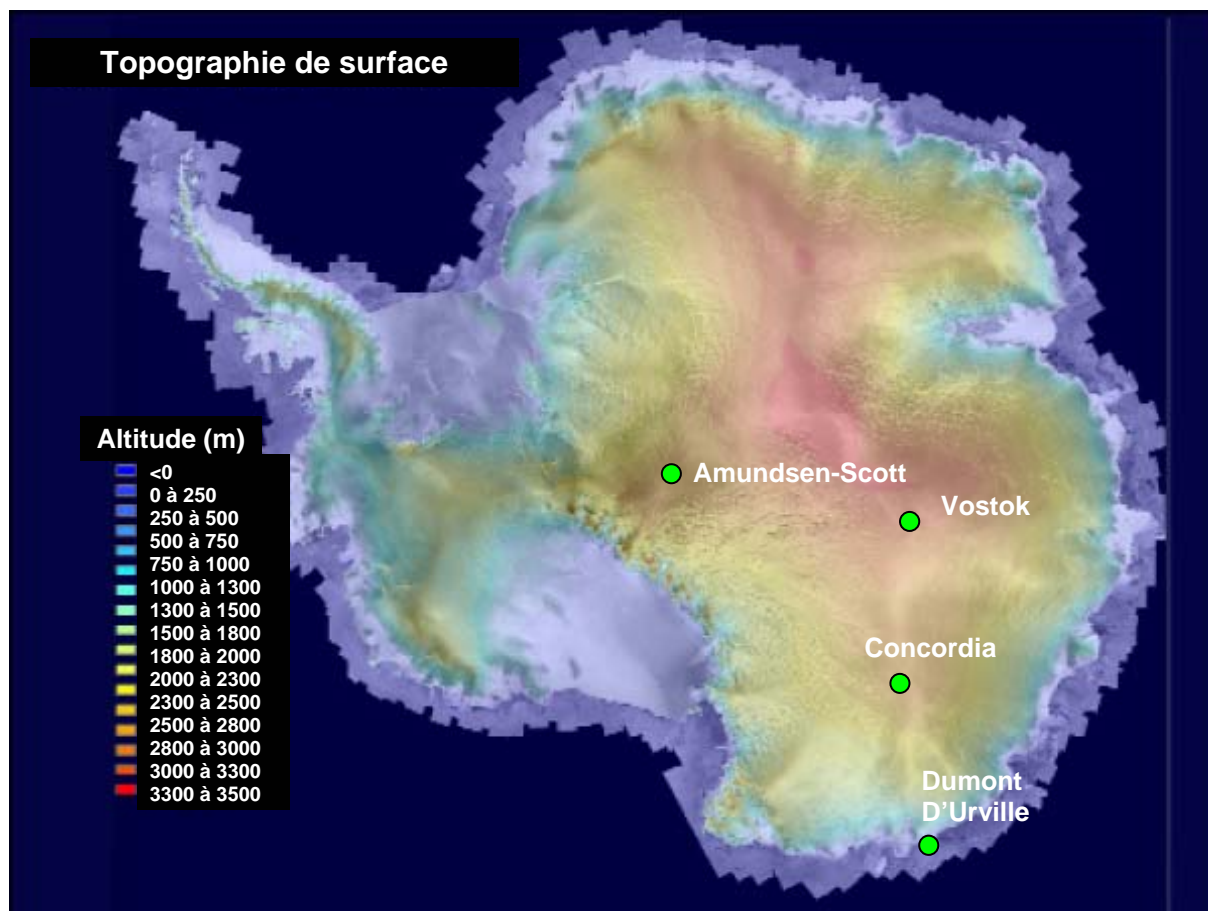 Topographie de surface
Altitude (m)
<0
0 à 250
250 à 500
500 à 750
750 à 1000
1000 à 1300
1300 à 1500
1500 à 1800
1800 à 2000
2000 à 2300
2300 à 2500
2500 à 2800
2800 à 3000
3000 à 3300
3300 à 3500
Amundsen-Scott
Vostok
Concordia
Dumont
D’Urville